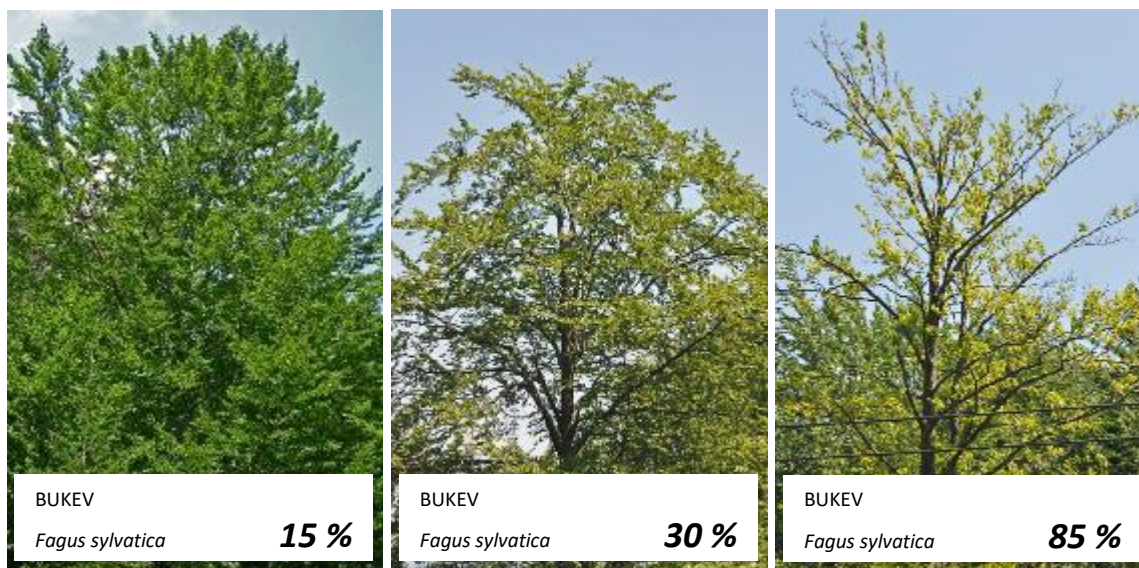 BUKEV
Fagus sylvatica 15 %
BUKEV
Fagus sylvatica 30 %
BUKEV
Fagus sylvatica 85 %